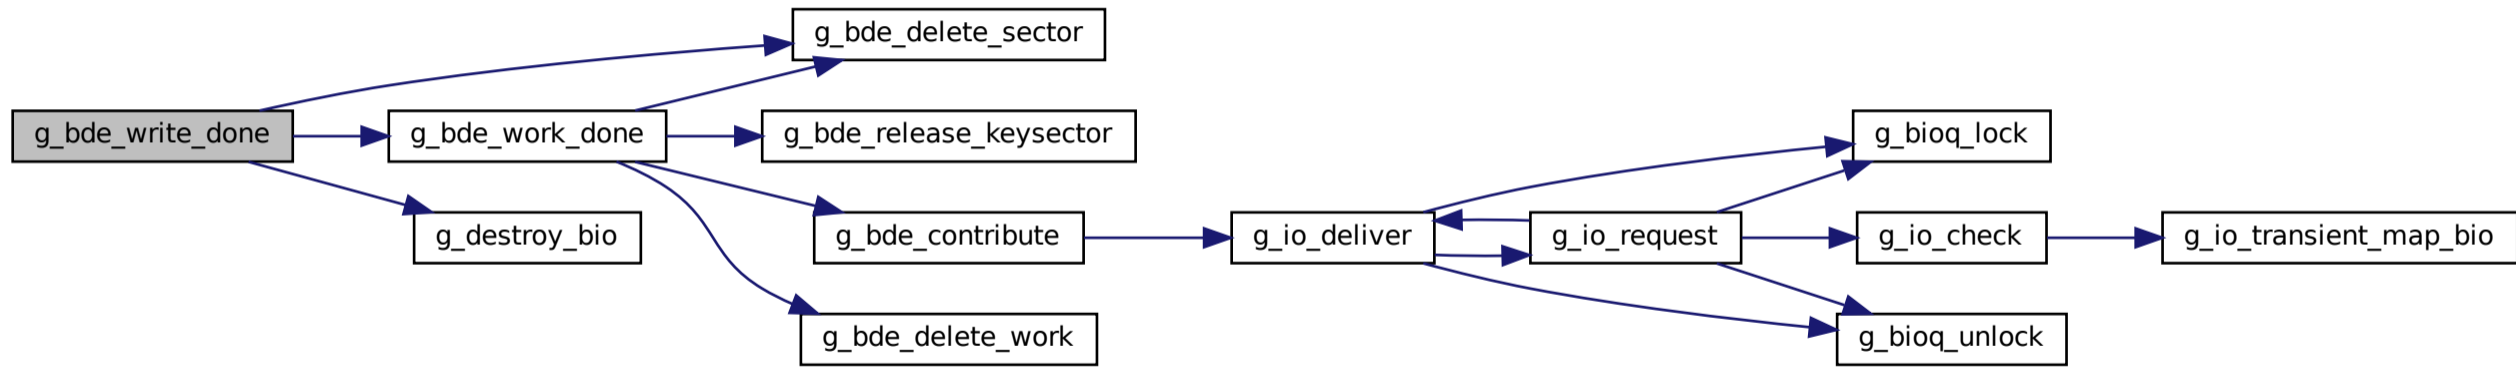 g_bde_delete_sector
g_bde_write_done
g_bde_work_done
g_bde_release_keysector
g_bioq_lock
g_destroy_bio
g_bde_contribute
g_io_deliver
g_io_request
g_io_check
g_io_transient_map_bio
g_bde_delete_work
g_bioq_unlock